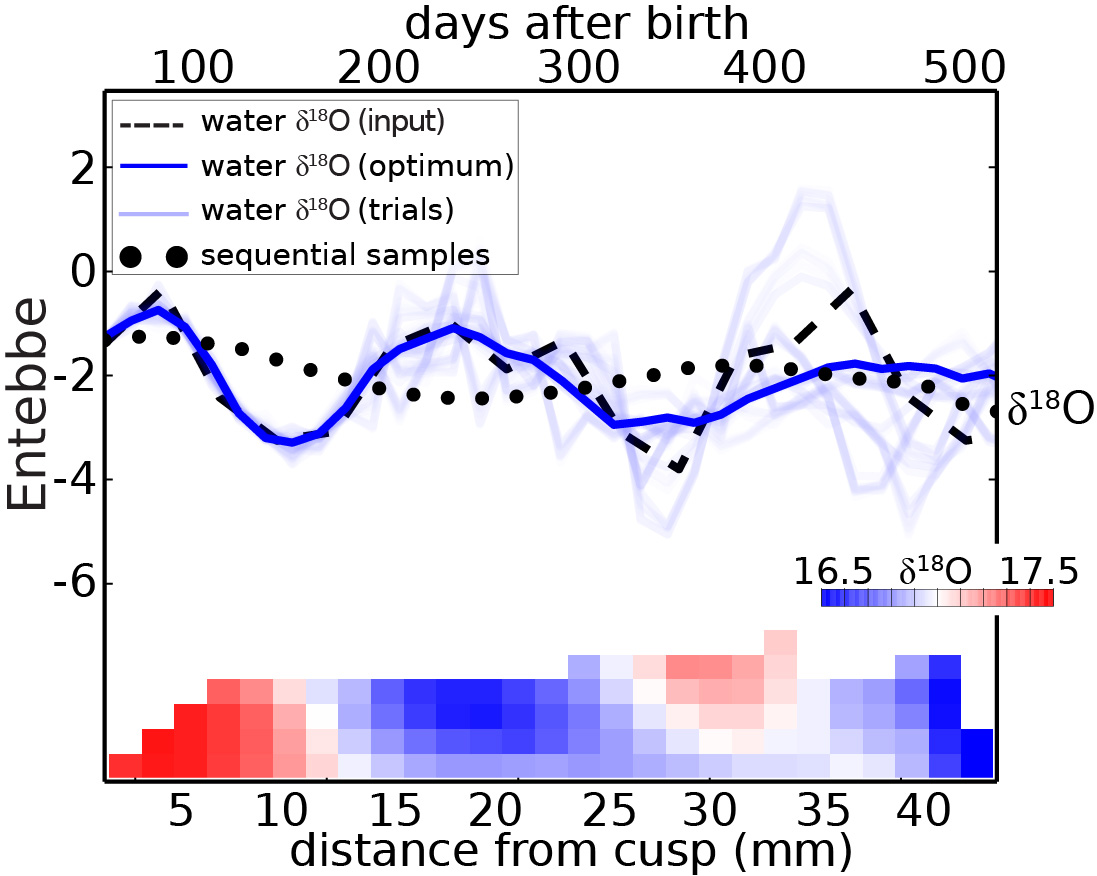 days after birth
100 200 300 400 500
water δ¹⁸O (input)
water δ¹⁸O (optimum)
water δ¹⁸O (trials)
sequential samples
2
0
-2
-4
-6
Entebbe
δ¹⁸O
16.5 δ¹⁸O 17.5
5 10 15 20 25 30 35 40
distance from cusp (mm)